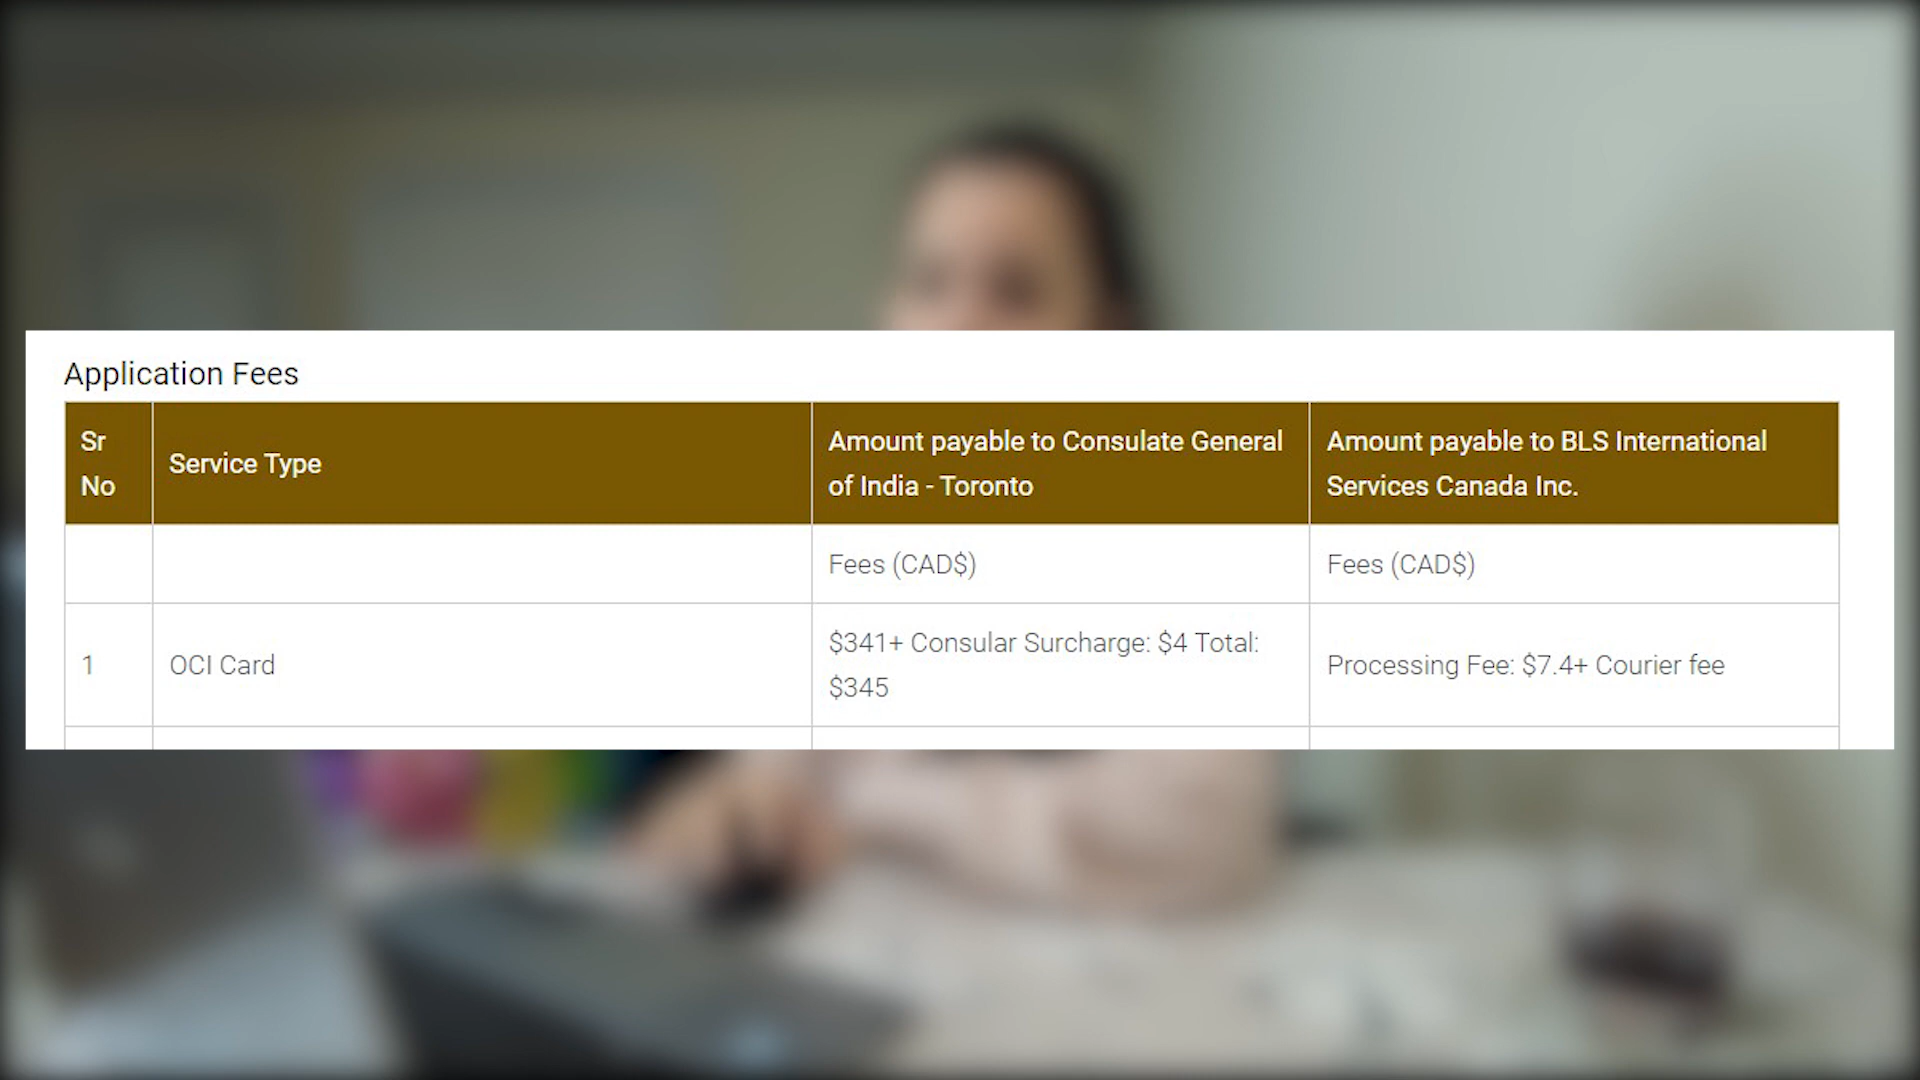 Application Fees
Sr No
Service Type
Amount payable to Consulate General of India - Toronto
Amount payable to BLS International Services Canada Inc.
Fees (CAD$)
Fees (CAD$)
1
OCI Card
$341+ Consular Surcharge: $4 Total: $345
Processing Fee: $7.4+ Courier fee